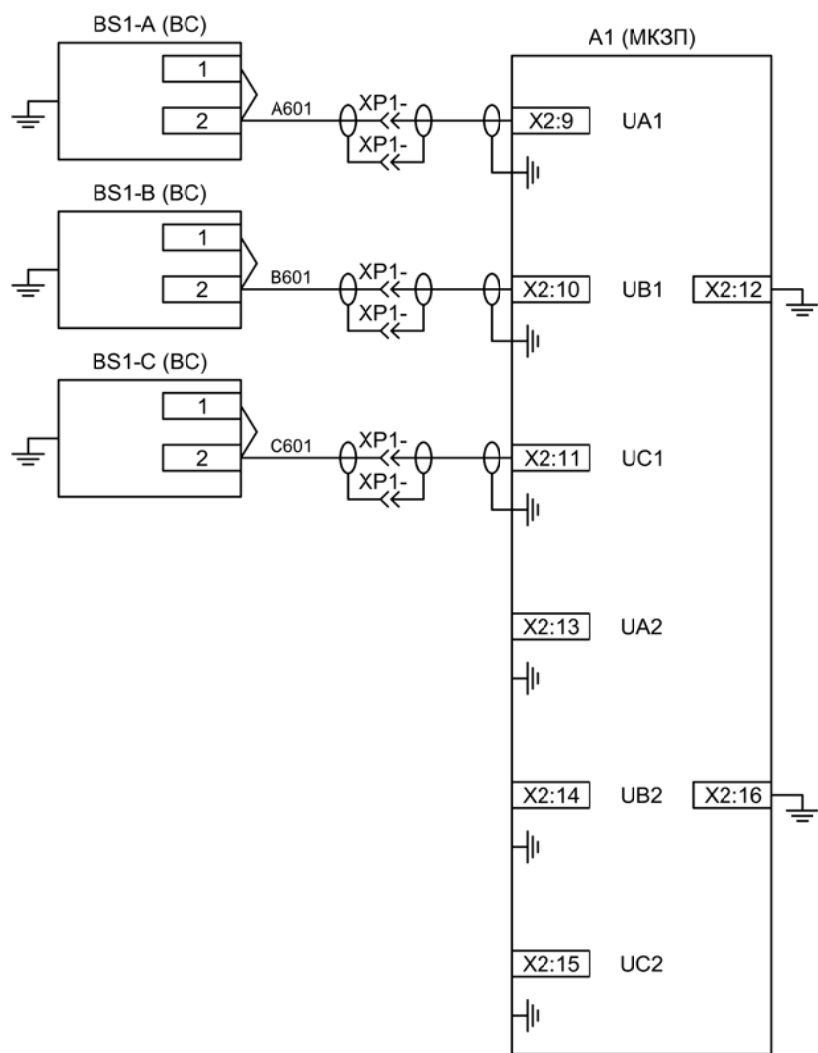 BS1-A (ВС)
A1 (МКЗП)
1
2
A601
XP1-
XP1-
X2:9
UA1
BS1-B (ВС)
1
2
B601
XP1-
XP1-
X2:10
UB1
X2:12
BS1-C (ВС)
1
2
C601
XP1-
XP1-
X2:11
UC1
X2:13
UA2
X2:14
UB2
X2:16
X2:15
UC2